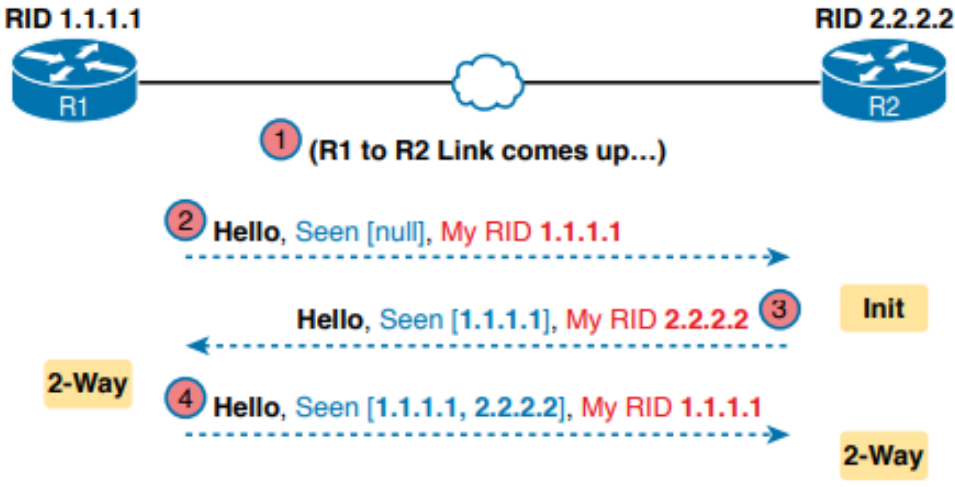 RID 1.1.1.1
RID 2.2.2.2
R1
R2
1 (R1 to R2 Link comes up...)
2 Hello, Seen [null], My RID 1.1.1.1
Hello, Seen [1.1.1.1], My RID 2.2.2.2 3
Init
2-Way
4 Hello, Seen [1.1.1.1, 2.2.2.2], My RID 1.1.1.1
2-Way